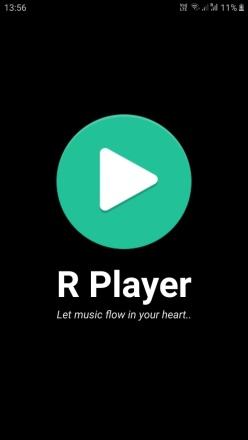 13:56
11%
R Player
Let music flow in your heart..